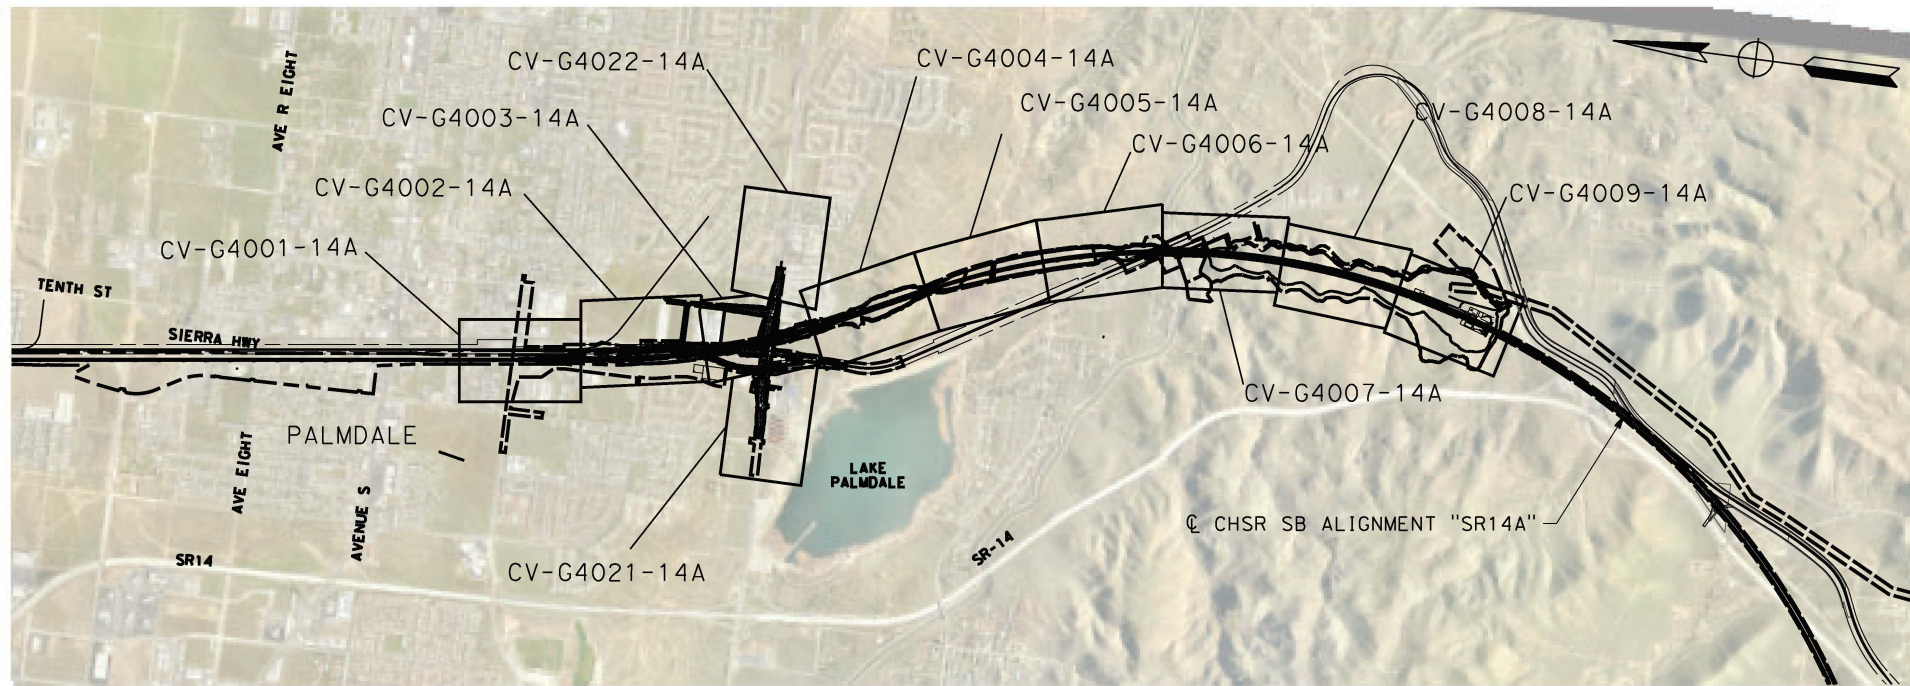 CV-G4022-14A
CV-G4004-14A
AVE R EIGHT
CV-G4003-14A
CV-G4005-14A
CV-G4008-14A
CV-G4006-14A
CV-G4002-14A
CV-G4009-14A
CV-G4001-14A
TENTH ST
SIERRA HWY
CV-G4007-14A
PALMDALE
AVE EIGHT
AVENUE S
LAKE
PALMDALE
℄ CHSR SB ALIGNMENT "SR14A"
SR-14
SR14
CV-G4021-14A